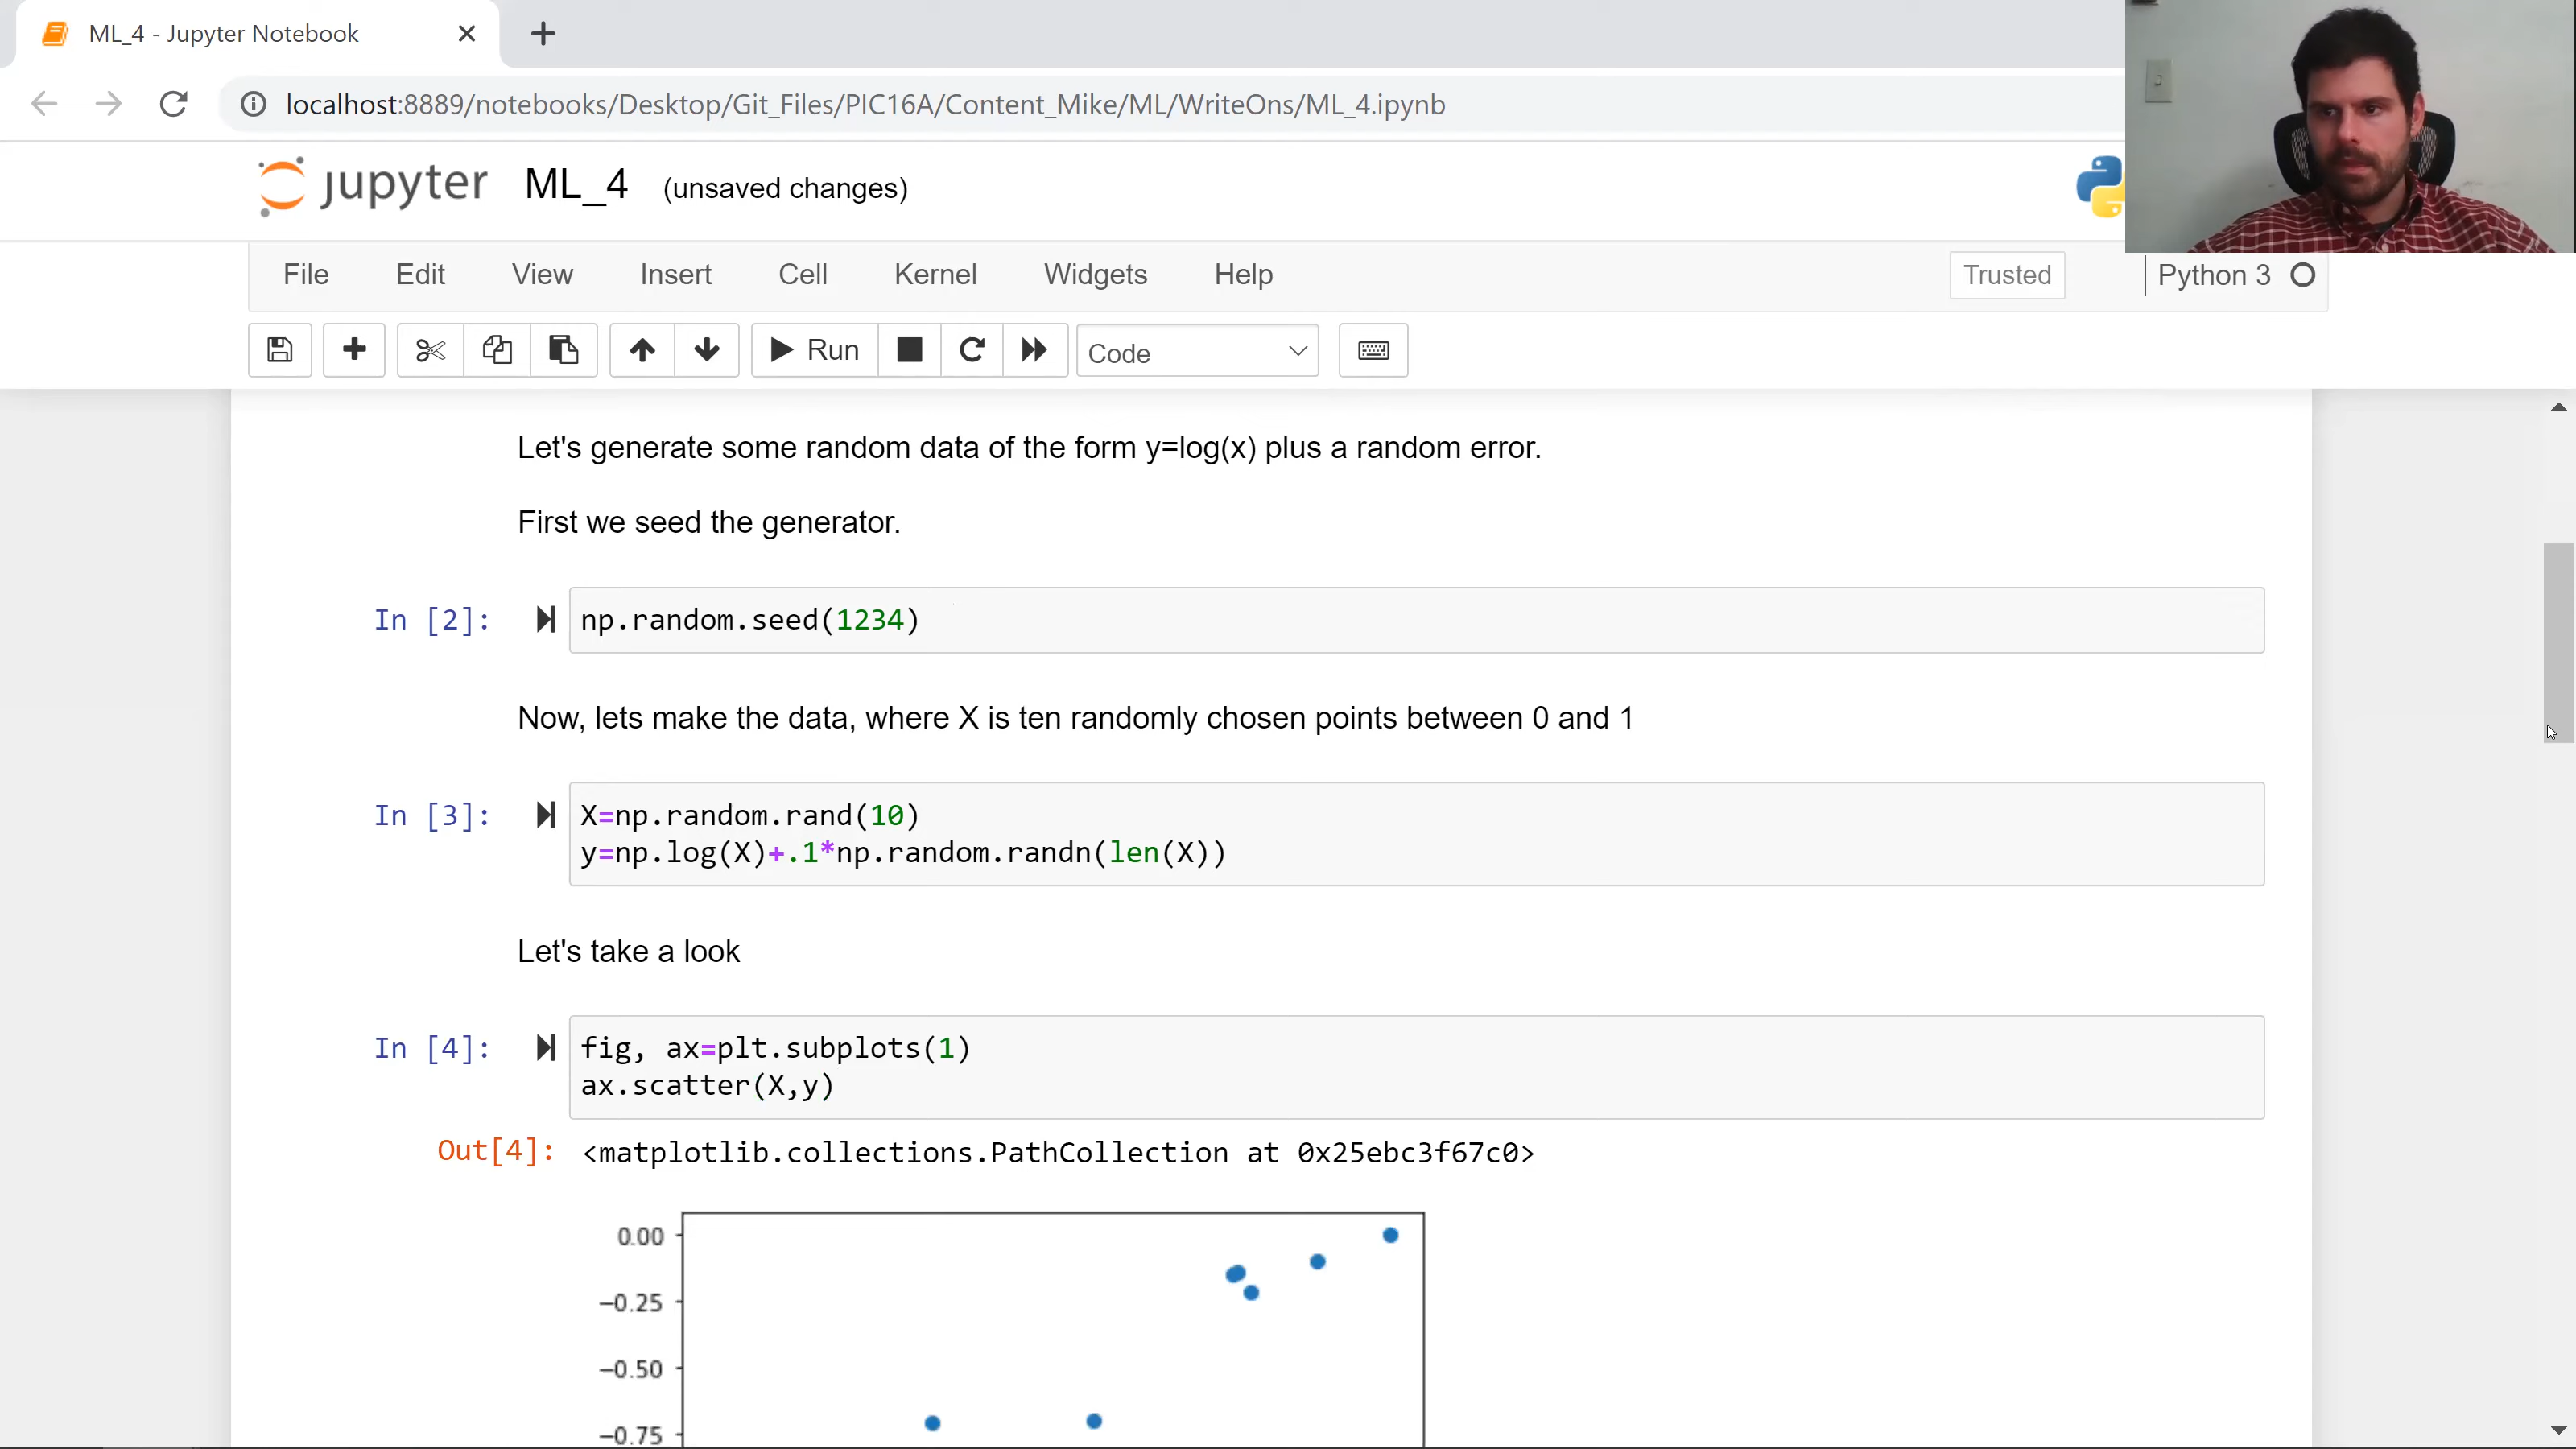 ML_4 - Jupyter Notebook
localhost:8889/notebooks/Desktop/Git_Files/PIC16A/Content_Mike/ML/WriteOns/ML_4.ipynb
jupyter ML_4 (unsaved changes)
File Edit View Insert Cell Kernel Widgets Help Trusted Python 3
Run Code
Let's generate some random data of the form y=log(x) plus a random error.
First we seed the generator.
In [2]: np.random.seed(1234)
Now, lets make the data, where X is ten randomly chosen points between 0 and 1
In [3]: X=np.random.rand(10)
y=np.log(X)+.1*np.random.randn(len(X))
Let's take a look
In [4]: fig, ax=plt.subplots(1)
ax.scatter(X,y)
Out[4]: <matplotlib.collections.PathCollection at 0x25ebc3f67c0>
0.00
−0.25
−0.50
−0.75